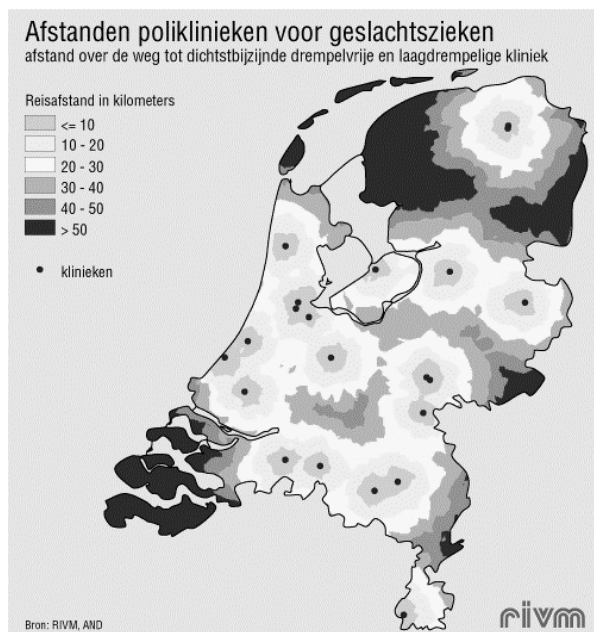 Afstanden poliklinieken voor geslachtszieken
afstand over de weg tot dichtstbijzijnde drempelvrije en laagdrempelige kliniek
Reisafstand in kilometers
<= 10
10 - 20
20 - 30
30 - 40
40 - 50
> 50
klinieken
Bron: RIVM, AND
rivm